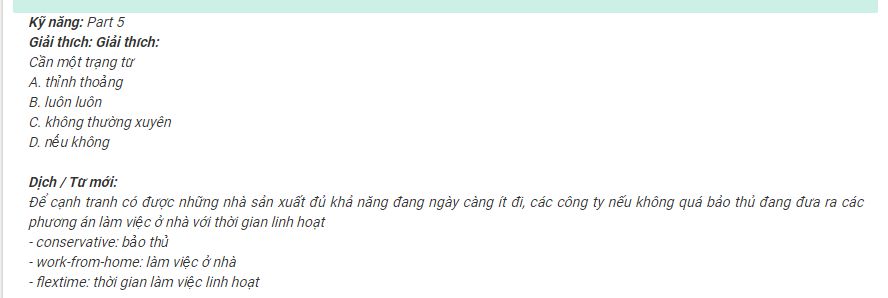 Kỹ năng: Part 5
Giải thích: Giải thích:
Cần một trạng từ
A. thỉnh thoảng
B. luôn luôn
C. không thường xuyên
D. nếu không
Dịch / Từ mới:
Để cạnh tranh có được những nhà sản xuất đủ khả năng đang ngày càng ít đi, các công ty nếu không quá bảo thủ đang đưa ra các
phương án làm việc ở nhà với thời gian linh hoạt
- conservative: bảo thủ
- work-from-home: làm việc ở nhà
- flextime: thời gian làm việc linh hoạt